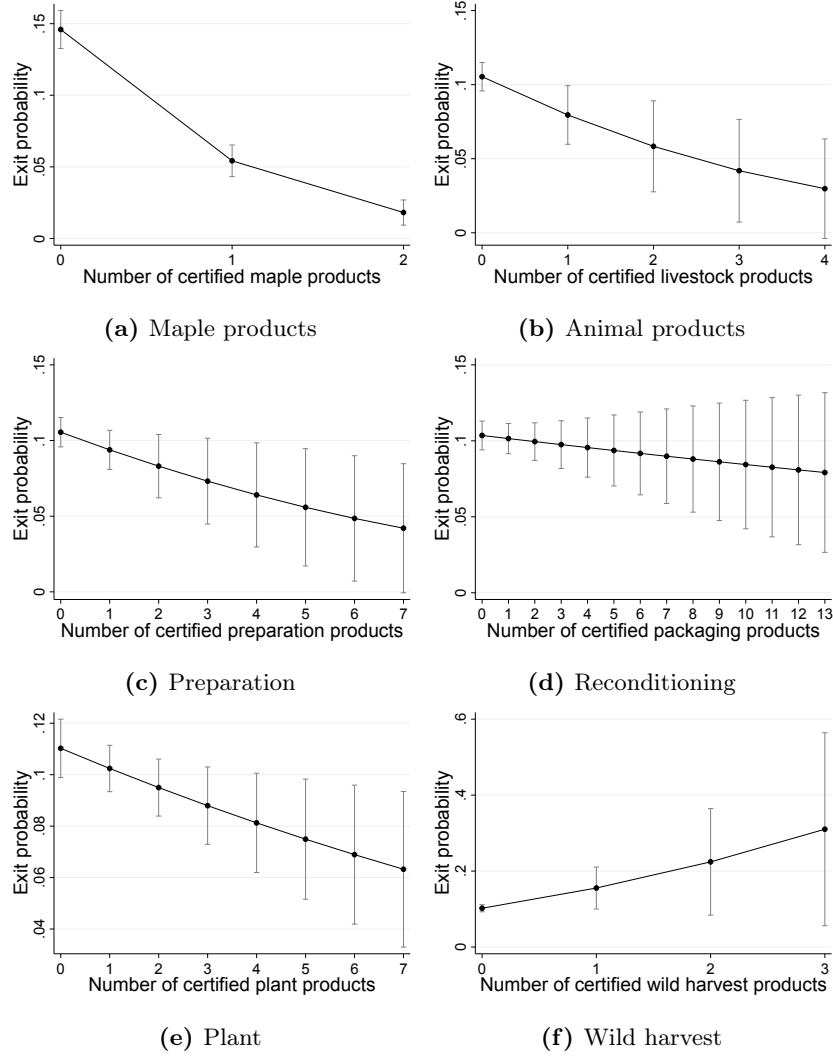 Exit probability
0 .05 .1 .15
0 1 2
Number of certified maple products
(a) Maple products
Exit probability
0 .05 .1 .15
0 1 2 3 4
Number of certified livestock products
(b) Animal products
Exit probability
0 .05 .1 .15
0 1 2 3 4 5 6 7
Number of certified preparation products
(c) Preparation
Exit probability
0 .05 .1 .15
0 1 2 3 4 5 6 7 8 9 10 11 12 13
Number of certified packaging products
(d) Reconditioning
Exit probability
.04 .06 .08 .1 .12
0 1 2 3 4 5 6 7
Number of certified plant products
(e) Plant
Exit probability
0 .2 .4 .6
0 1 2 3
Number of certified wild harvest products
(f) Wild harvest